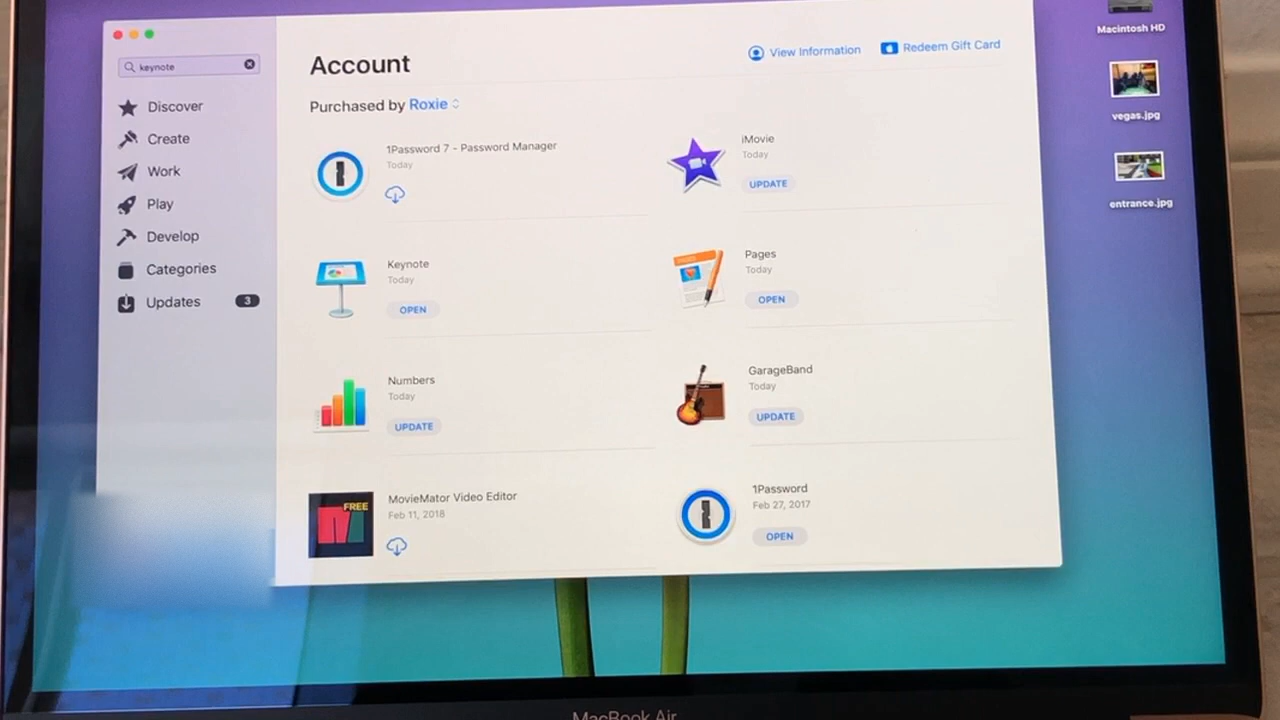 keynote
Discover
Create
Work
Play
Develop
Categories
Updates 3
Account
View Information
Redeem Gift Card
Purchased by Roxie
1Password 7 - Password Manager
Today
iMovie
Today
UPDATE
Keynote
Today
OPEN
Pages
Today
OPEN
Numbers
Today
UPDATE
GarageBand
Today
UPDATE
FREE
MovieMator Video Editor
Feb 11, 2018
1Password
Feb 27, 2017
OPEN
Macintosh HD
vegas.jpg
entrance.jpg
MacBook Air